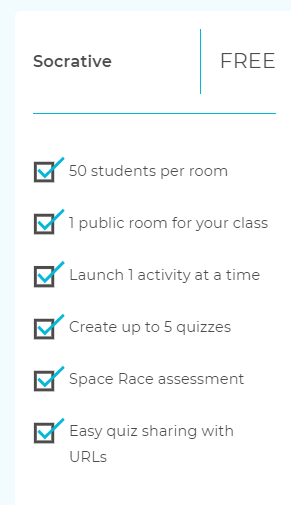 Socrative
FREE
50 students per room
1 public room for your class
Launch 1 activity at a time
Create up to 5 quizzes
Space Race assessment
Easy quiz sharing with
URLs